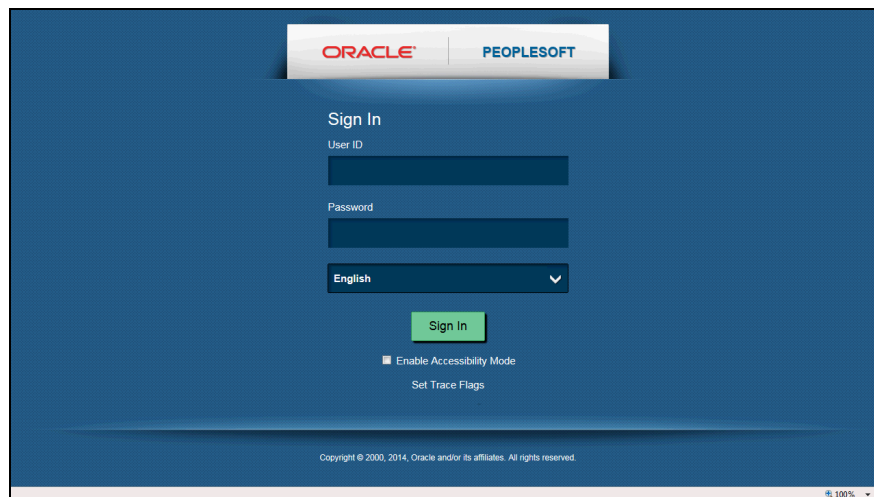 ORACLE® PEOPLESOFT
Sign In
User ID
Password
English
Sign In
Enable Accessibility Mode
Set Trace Flags
Copyright © 2000, 2014, Oracle and/or its affiliates. All rights reserved.
100%